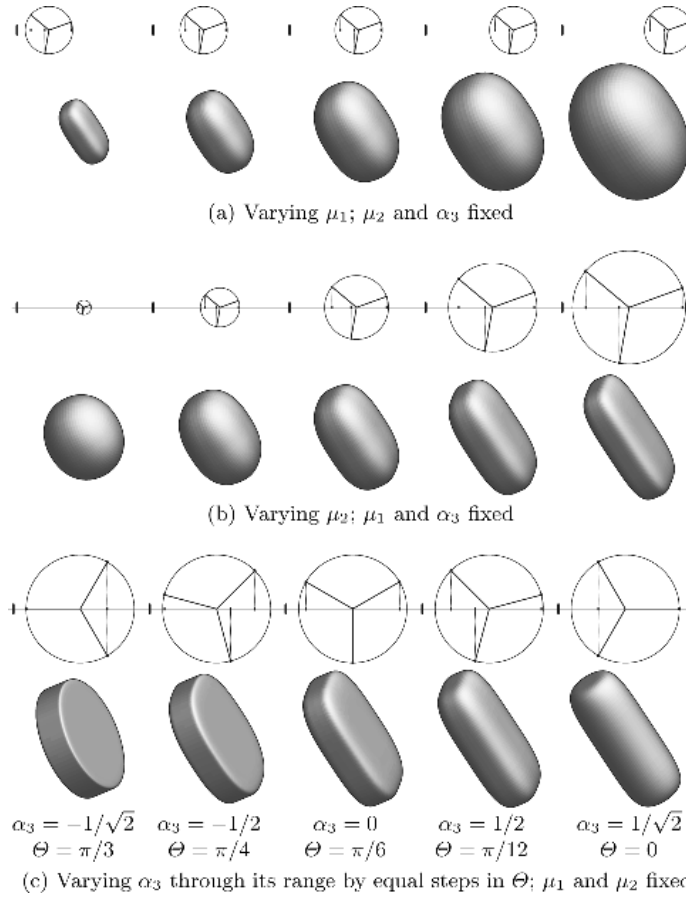 (a) Varying μ₁; μ₂ and α₃ fixed
(b) Varying μ₂; μ₁ and α₃ fixed
α₃ = −1/√2 α₃ = −1/2 α₃ = 0 α₃ = 1/2 α₃ = 1/√2
Θ = π/3 Θ = π/4 Θ = π/6 Θ = π/12 Θ = 0
(c) Varying α₃ through its range by equal steps in Θ; μ₁ and μ₂ fixed